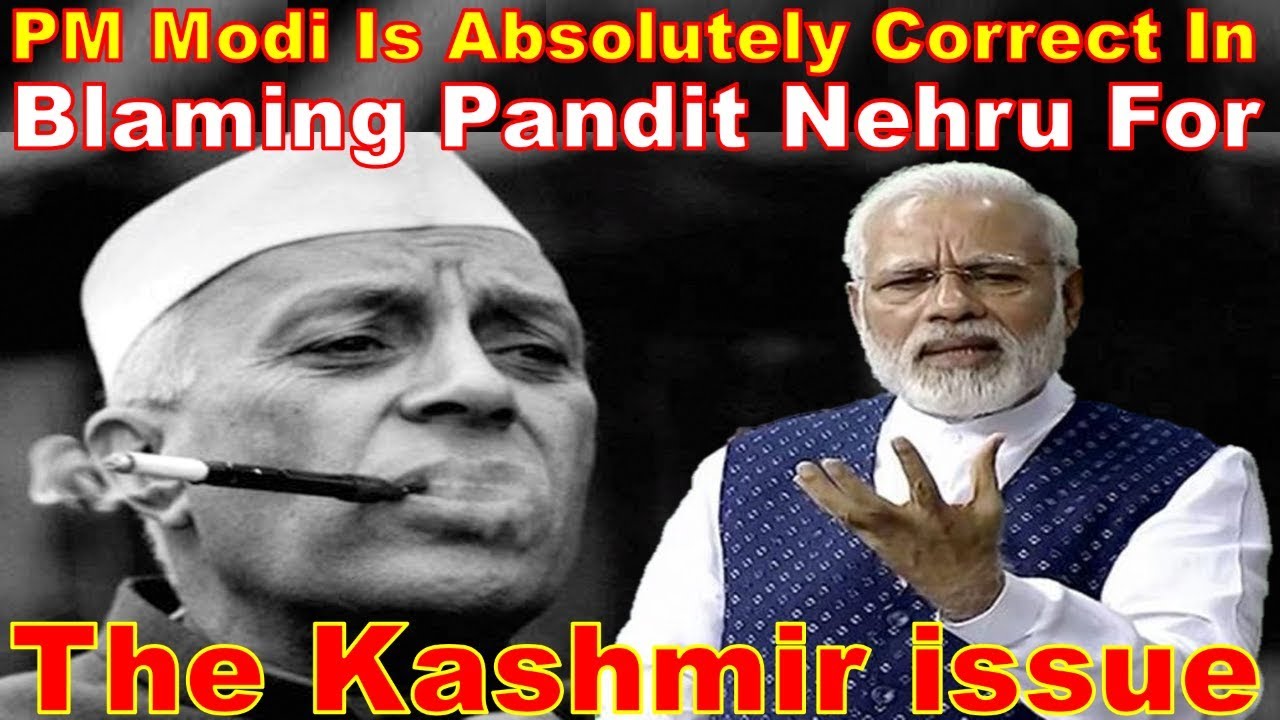 PM Modi Is Absolutely Correct In
Blaming Pandit Nehru For
The Kashmir issue